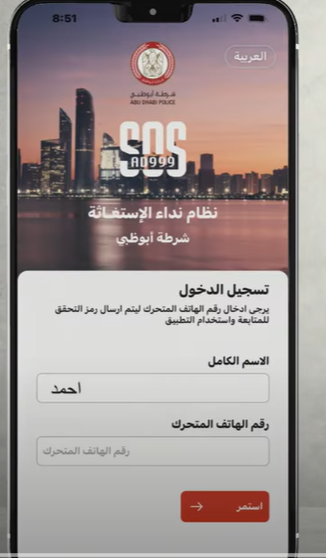 8:51
العربية
شرطة أبوظبي
ABU DHABI POLICE
SOS
AD999
نظام نداء الإستغاثة
شرطة أبوظبي
تسجيل الدخول
يرجى ادخال رقم الهاتف المتحرك ليتم ارسال رمز التحقق
للمتابعة واستخدام التطبيق
الاسم الكامل
أحمد
رقم الهاتف المتحرك
رقم الهاتف المتحرك
استمر